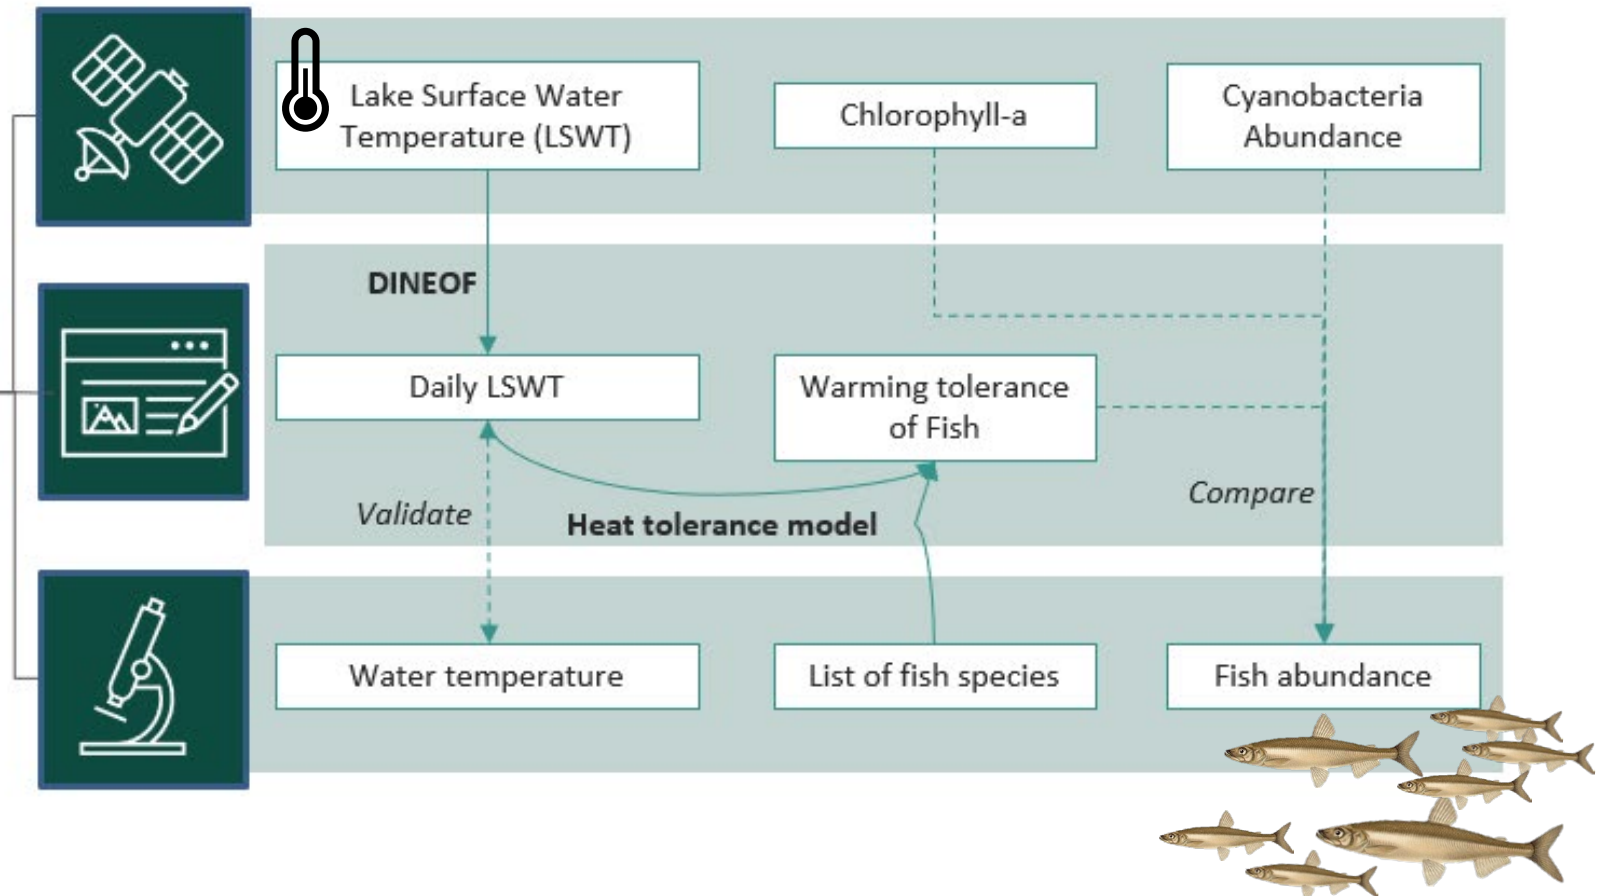 Lake Surface Water
Temperature (LSWT)
Chlorophyll-a
Cyanobacteria
Abundance
DINEOF
Daily LSWT
Warming tolerance
of Fish
Validate
Heat tolerance model
Compare
Water temperature
List of fish species
Fish abundance